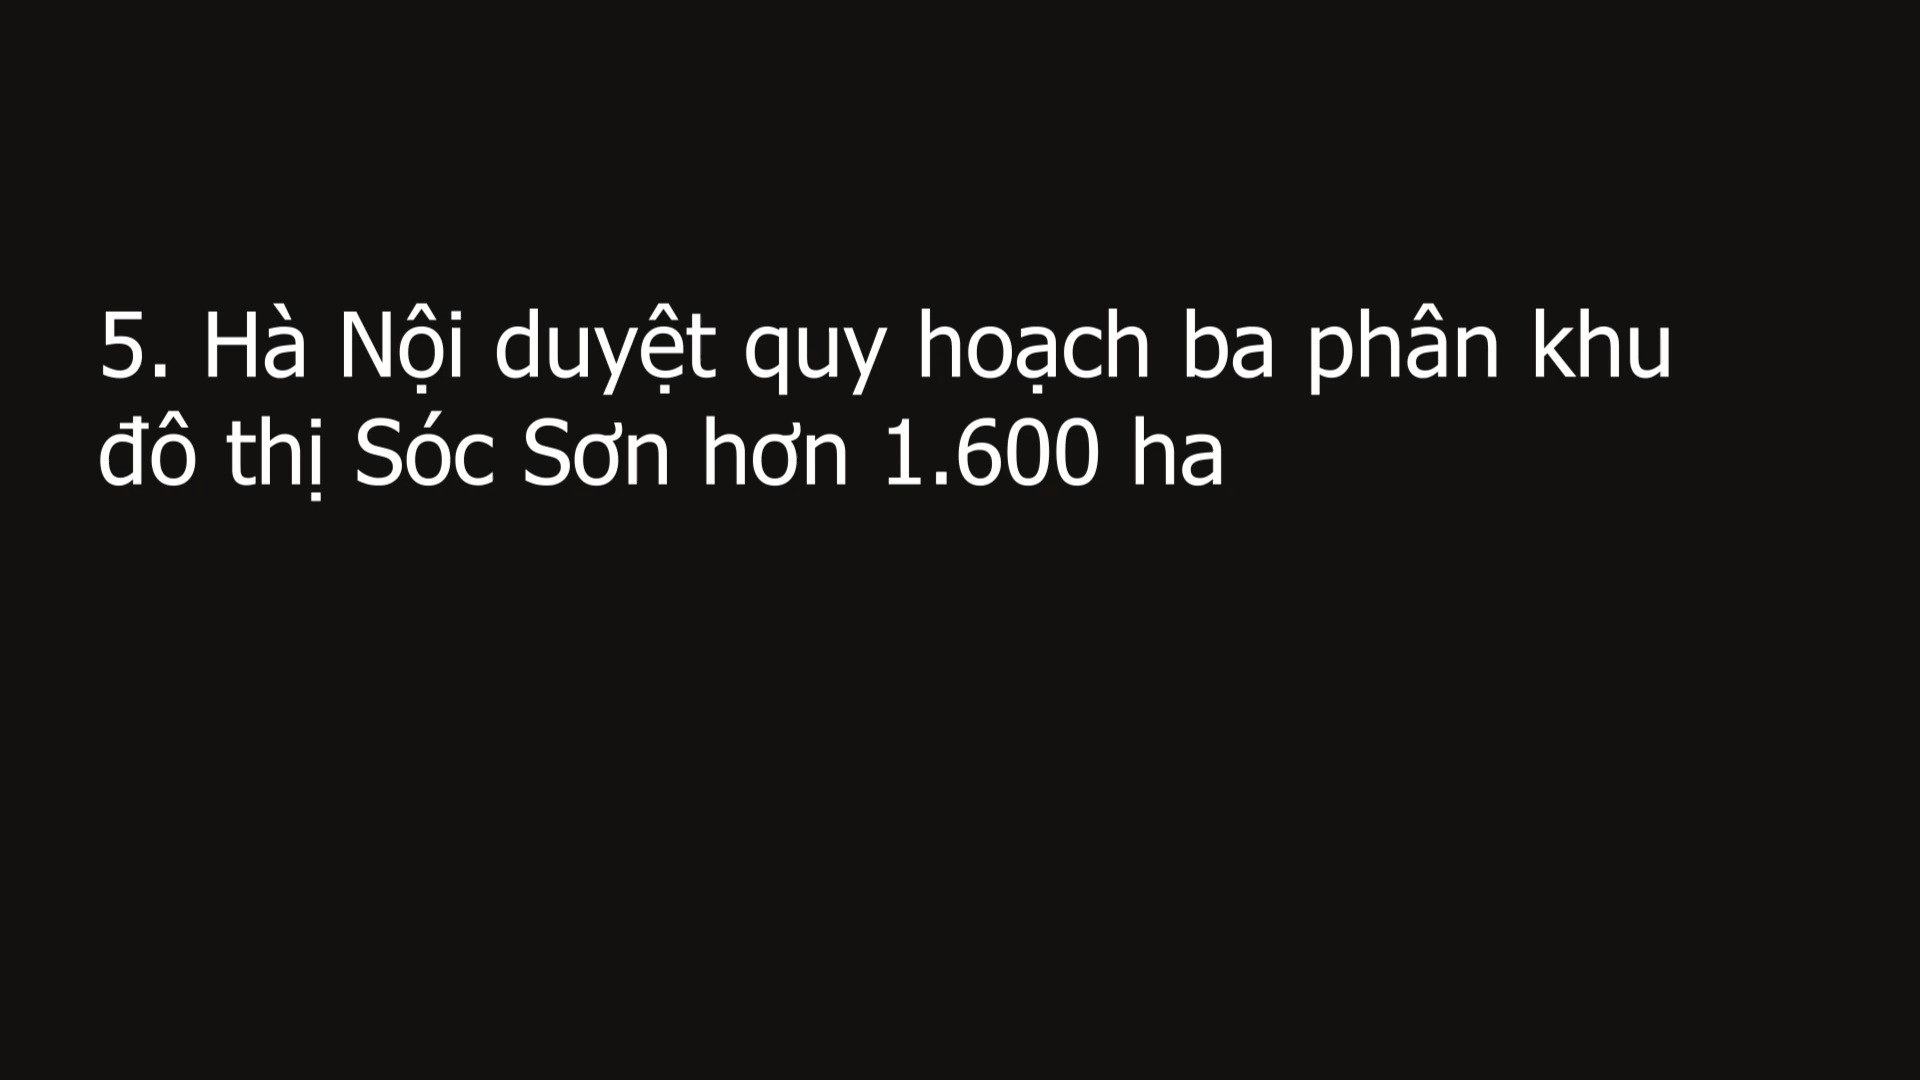 5. Hà Nội duyệt quy hoạch ba phân khu
đô thị Sóc Sơn hơn 1.600 ha